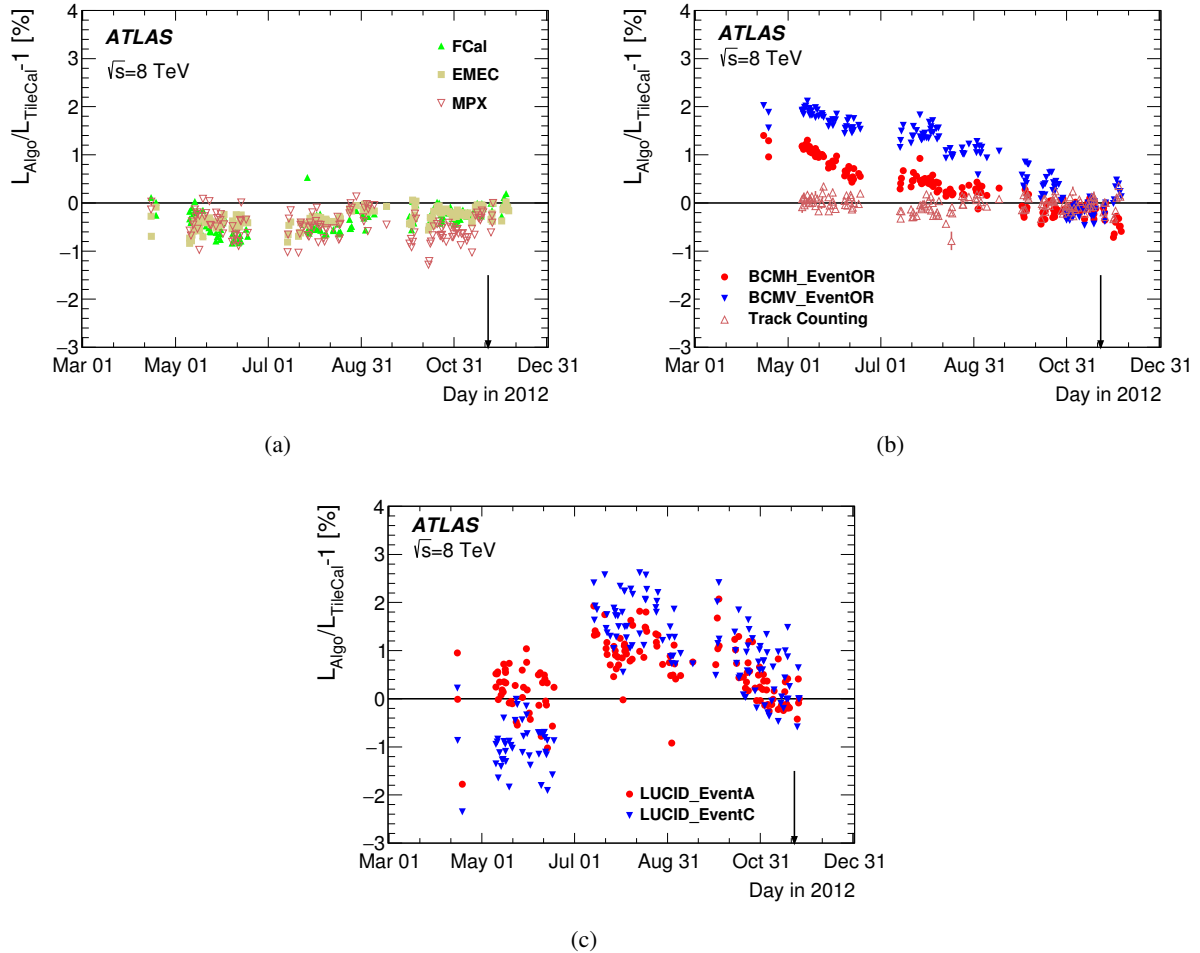 L_Algo/L_TileCal-1 [%]
4
3
2
1
0
−1
−2
−3
ATLAS
√s=8 TeV
FCal
EMEC
MPX
Mar 01 May 01 Jul 01 Aug 31 Oct 31 Dec 31
Day in 2012
(a)
L_Algo/L_TileCal-1 [%]
4
3
2
1
0
−1
−2
−3
ATLAS
√s=8 TeV
BCMH_EventOR
BCMV_EventOR
Track Counting
Mar 01 May 01 Jul 01 Aug 31 Oct 31 Dec 31
Day in 2012
(b)
L_Algo/L_TileCal-1 [%]
4
3
2
1
0
−1
−2
−3
ATLAS
√s=8 TeV
LUCID_EventA
LUCID_EventC
Mar 01 May 01 Jul 01 Aug 31 Oct 31 Dec 31
Day in 2012
(c)